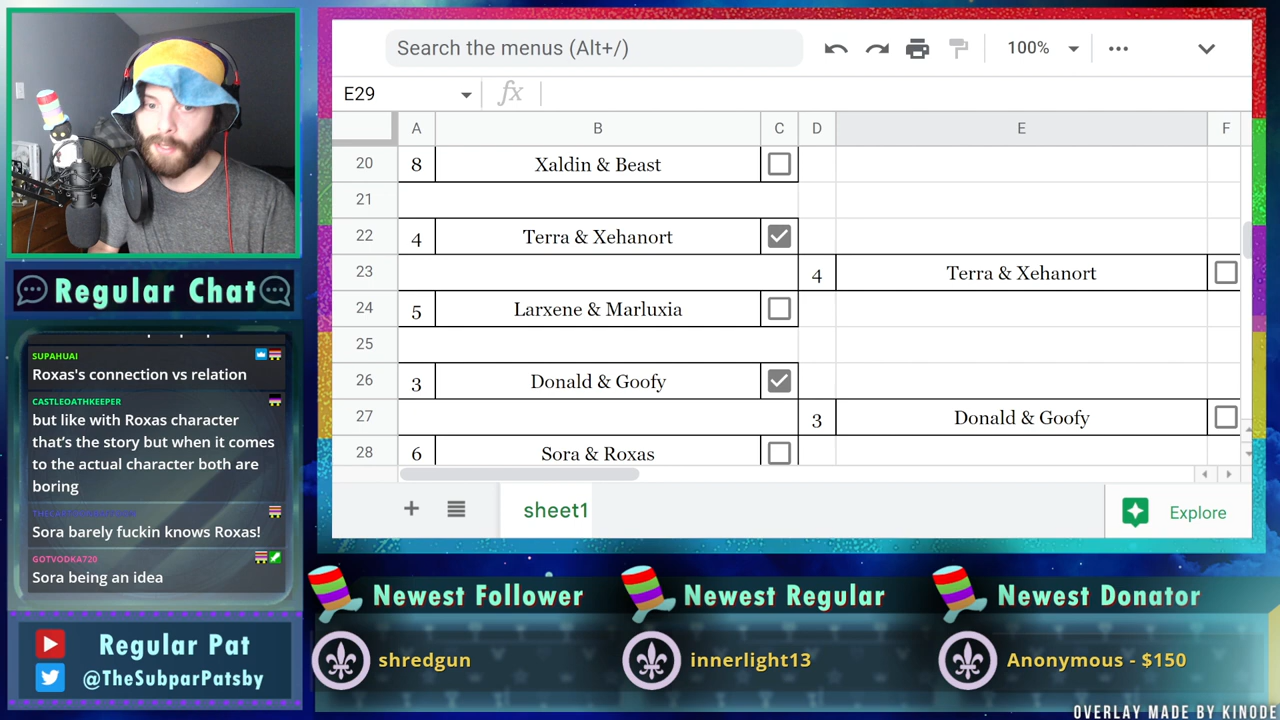 Search the menus (Alt+/)
100%
E29
fx
A B C D E F
20 8 Xaldin & Beast
21
22 4 Terra & Xehanort
23 4 Terra & Xehanort
24 5 Larxene & Marluxia
25
26 3 Donald & Goofy
27 3 Donald & Goofy
28 6 Sora & Roxas
+ sheet1 Explore
Regular Chat
SUPAHUAI
Roxas's connection vs relation
CASTLEOATHKEEPER
but like with Roxas character
that's the story but when it comes
to the actual character both are
boring
Sora barely fuckin knows Roxas!
GOTVODKA720
Sora being an idea
Regular Pat
@TheSubparPatsby
Newest Follower
shredgun
Newest Regular
innerlight13
Newest Donator
Anonymous - $150
OVERLAY MADE BY KINODE